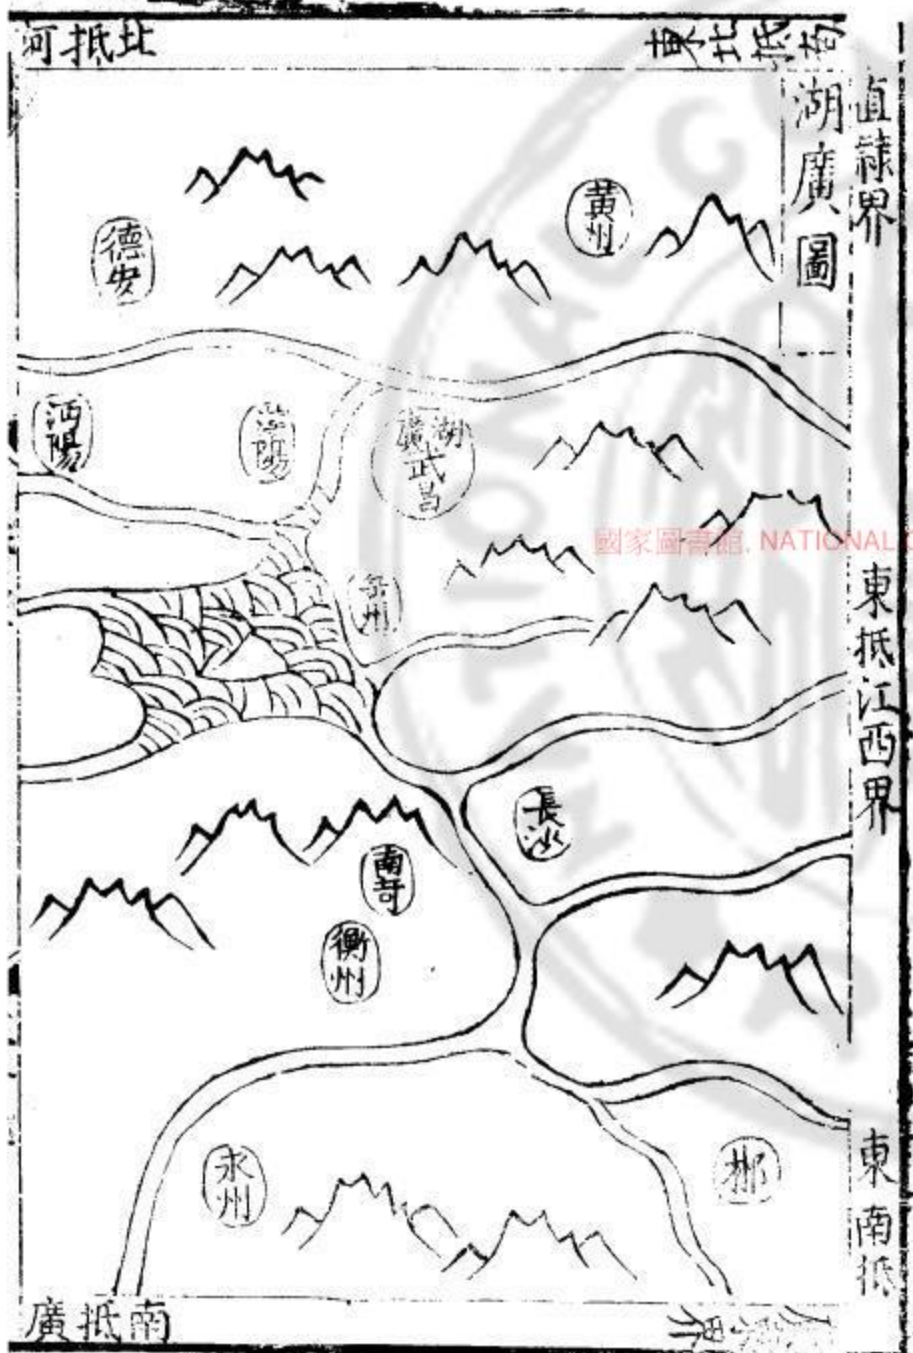 湖廣圖
東北抵南
直隸界
北抵河
黃州
德安
湖廣武昌
漢陽
沔陽
國家圖書館. NATIONAL
岳州
東抵江西界
長沙
南
衡州
永州
郴
東南抵
界
南抵廣